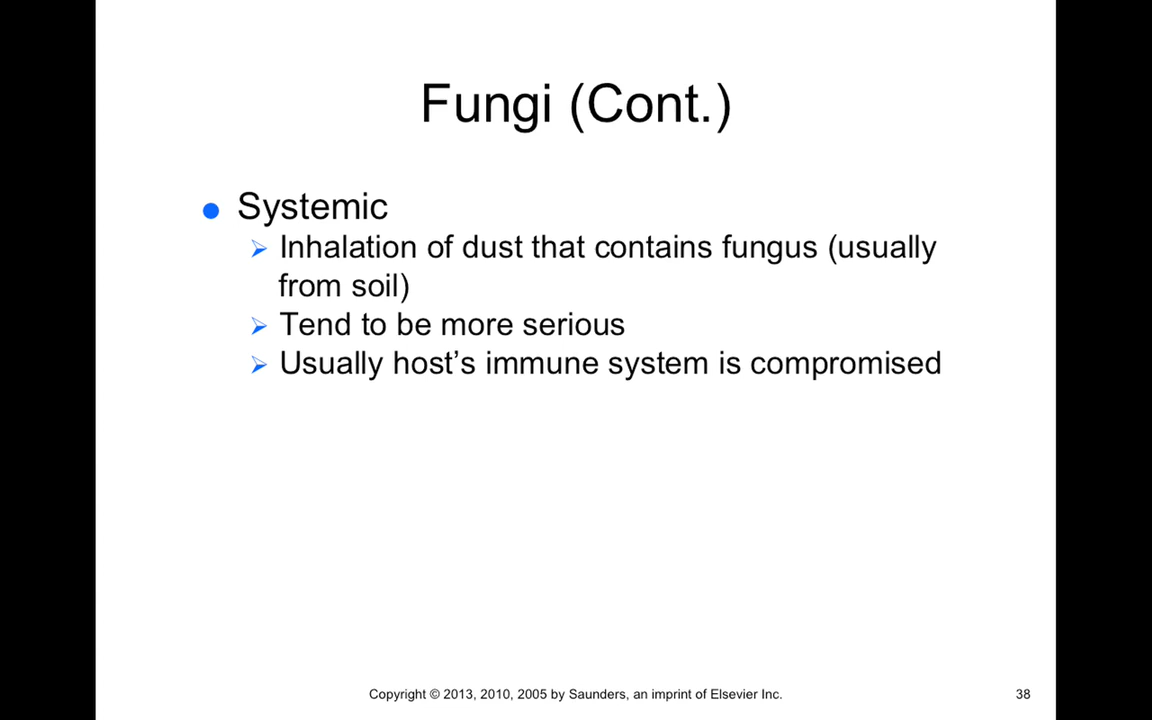 Fungi (Cont.)
● Systemic
➢ Inhalation of dust that contains fungus (usually
from soil)
➢ Tend to be more serious
➢ Usually host’s immune system is compromised
Copyright © 2013, 2010, 2005 by Saunders, an imprint of Elsevier Inc.
38